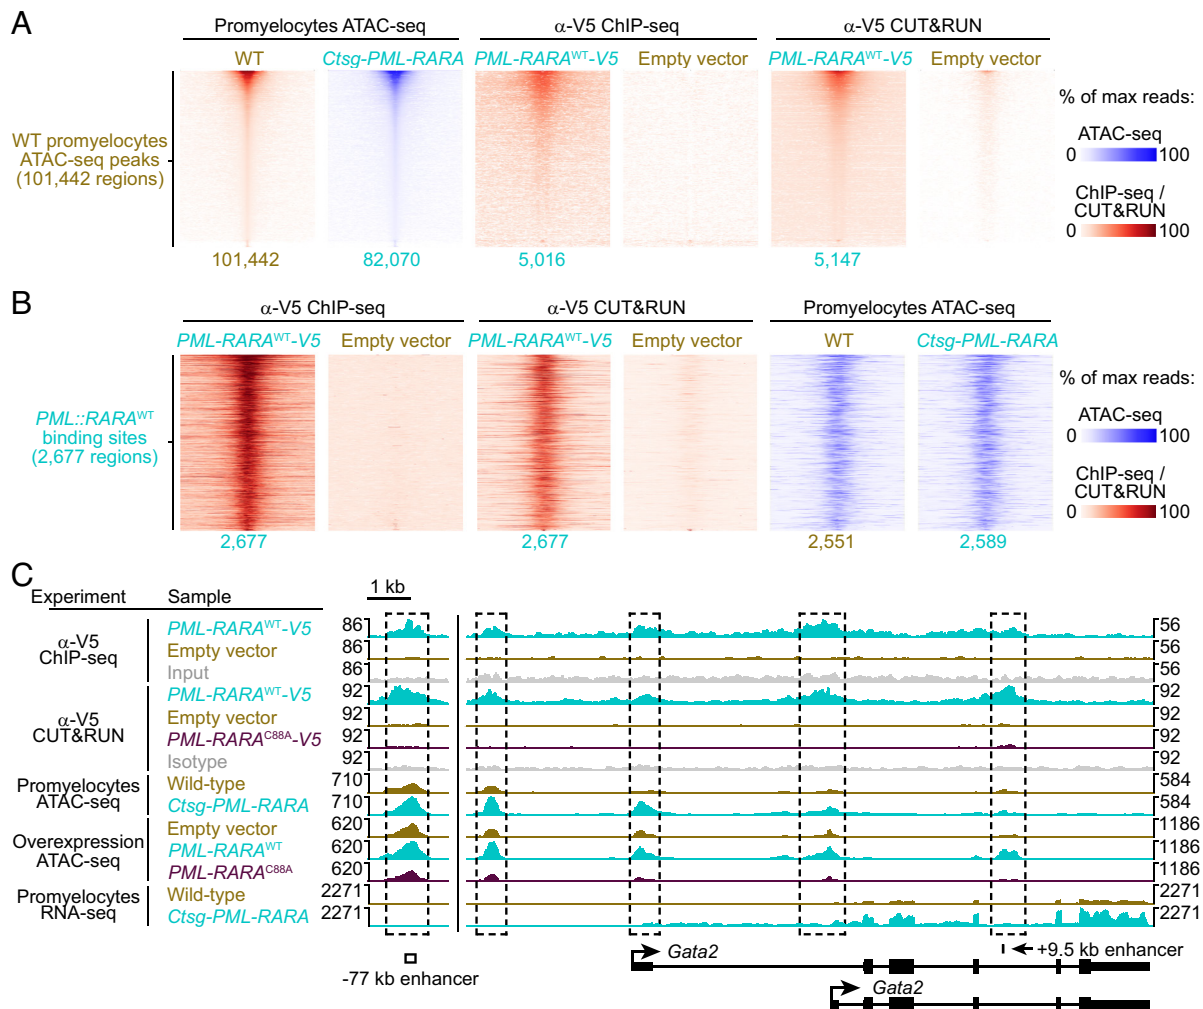 A
Promyelocytes ATAC-seq
α-V5 ChIP-seq
α-V5 CUT&RUN
WT
Ctsg-PML-RARA
PML-RARA^WT-V5
Empty vector
PML-RARA^WT-V5
Empty vector
WT promyelocytes
ATAC-seq peaks
(101,442 regions)
% of max reads:
ATAC-seq
0 100
ChIP-seq /
CUT&RUN
0 100
101,442
82,070
5,016
5,147
B
α-V5 ChIP-seq
α-V5 CUT&RUN
Promyelocytes ATAC-seq
PML-RARA^WT-V5
Empty vector
PML-RARA^WT-V5
Empty vector
WT
Ctsg-PML-RARA
PML::RARA^WT
binding sites
(2,677 regions)
% of max reads:
ATAC-seq
0 100
ChIP-seq /
CUT&RUN
0 100
2,677
2,677
2,551
2,589
C
Experiment
Sample
1 kb
α-V5
ChIP-seq
PML-RARA^WT-V5
86 56
Empty vector
86 56
Input
86 56
α-V5
CUT&RUN
PML-RARA^WT-V5
92 92
Empty vector
92 92
PML-RARA^C88A-V5
92 92
Isotype
92 92
Promyelocytes
ATAC-seq
Wild-type
710 584
Ctsg-PML-RARA
710 584
Overexpression
ATAC-seq
Empty vector
620 1186
PML-RARA^WT
620 1186
PML-RARA^C88A
620 1186
Promyelocytes
RNA-seq
Wild-type
2271 2271
Ctsg-PML-RARA
2271 2271
-77 kb enhancer
Gata2
+9.5 kb enhancer
Gata2